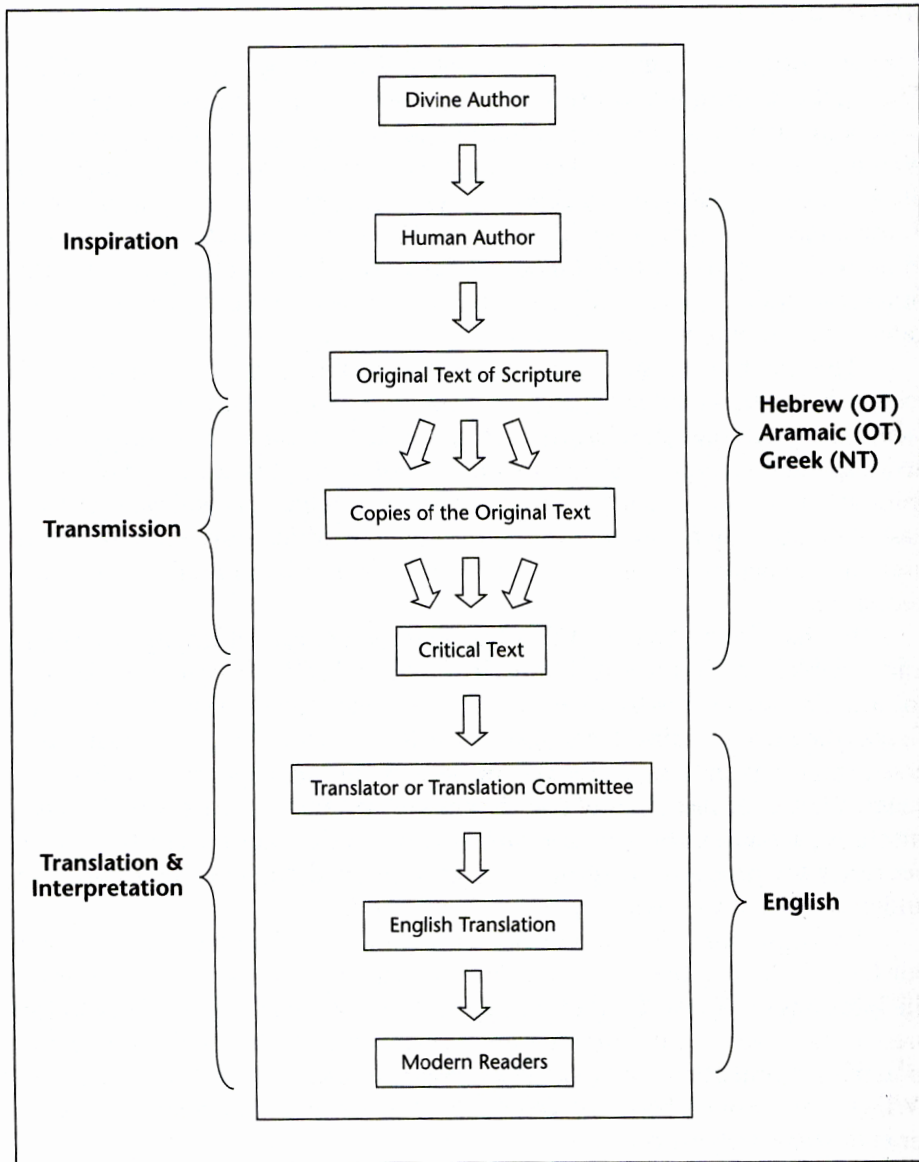 Divine Author
Inspiration
Human Author
Original Text of Scripture
Hebrew (OT)
Aramaic (OT)
Greek (NT)
Transmission
Copies of the Original Text
Critical Text
Translator or Translation Committee
Translation &
Interpretation
English Translation
English
Modern Readers